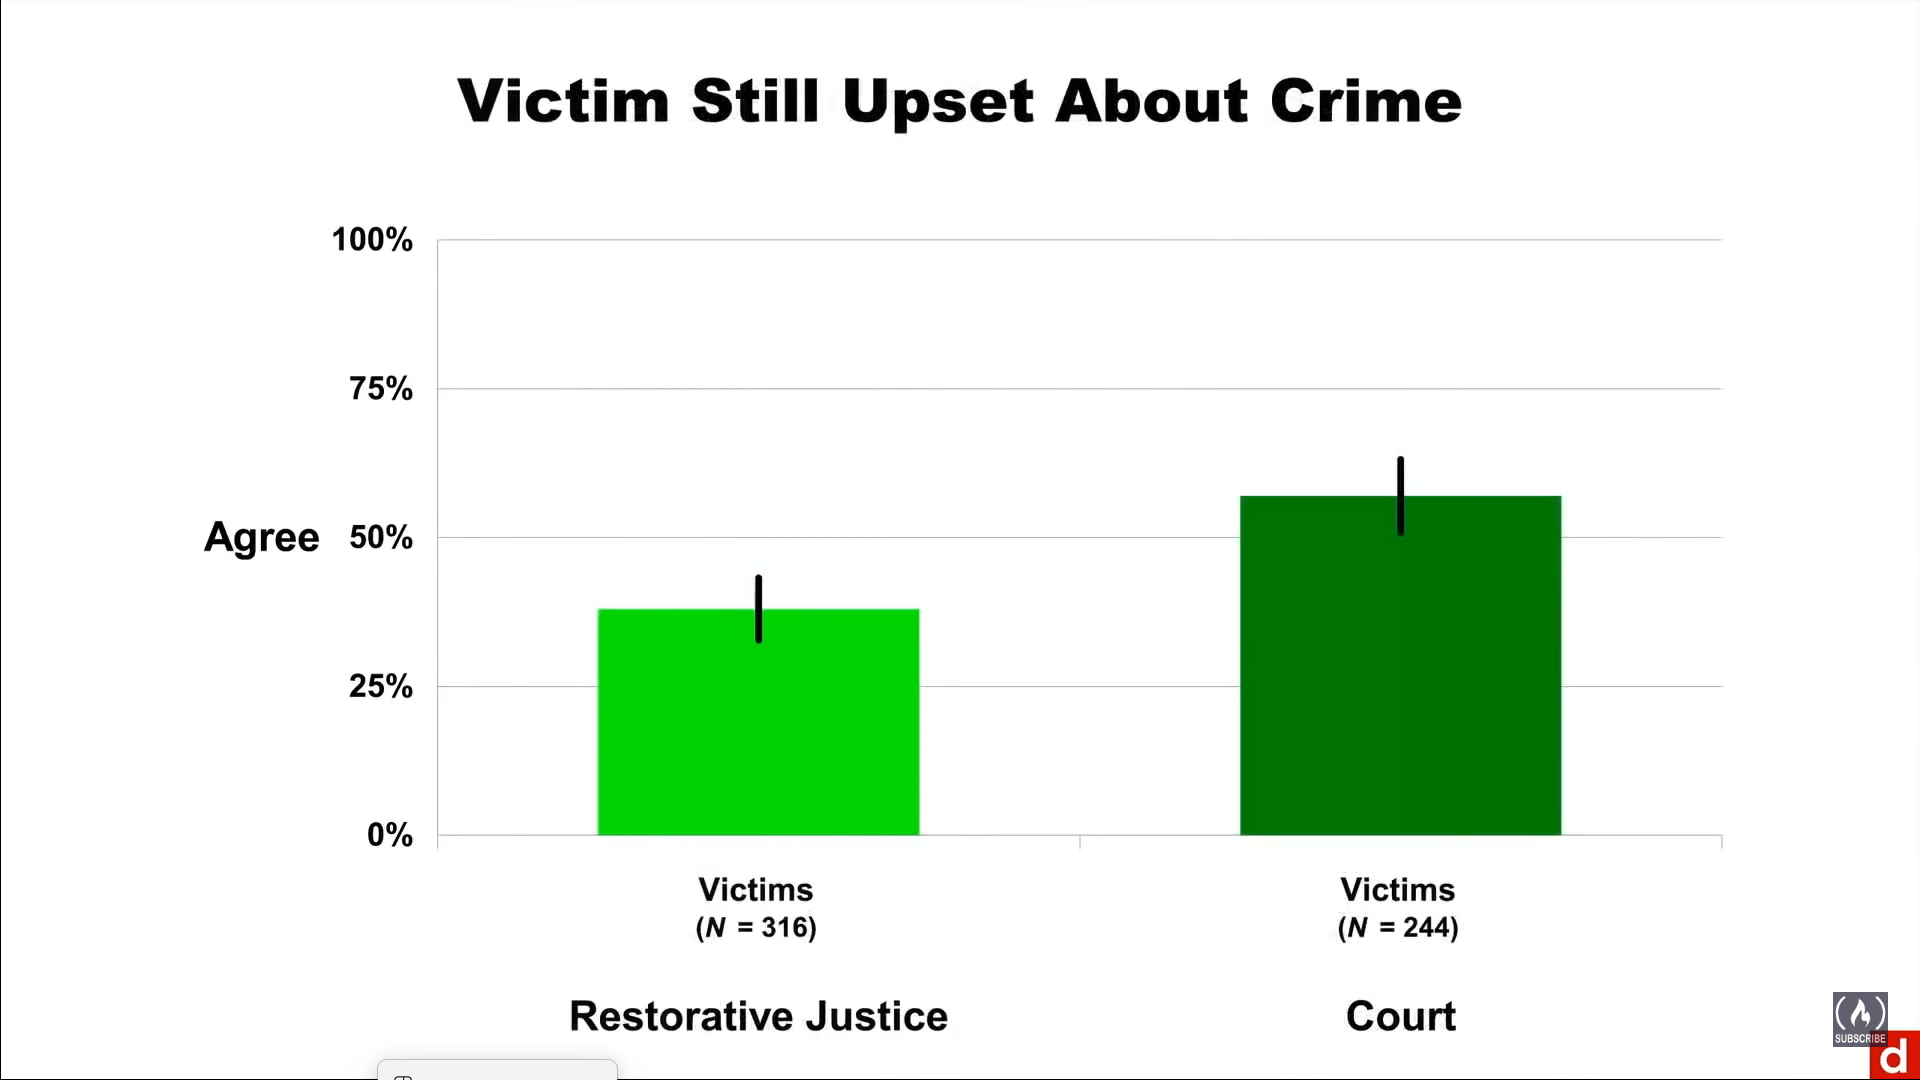 Victim Still Upset About Crime
100%
75%
Agree 50%
25%
0%
Victims Victims
(N = 316) (N = 244)
Restorative Justice Court
SUBSCRIBE
d